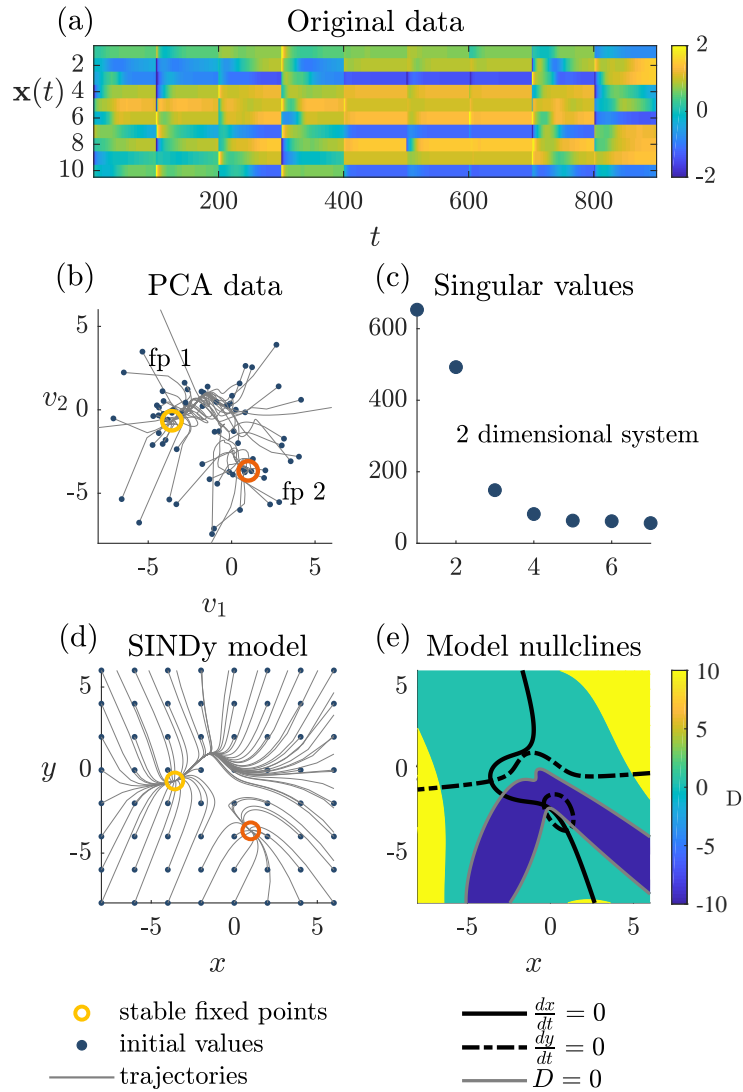 (a)
Original data
x(t)
2
4
6
8
10
200
400
600
800
t
2
0
-2
(b)
PCA data
5
0
-5
v2
fp 1
fp 2
-5
0
5
v1
(c)
Singular values
600
400
200
0
2 dimensional system
2
4
6
(d)
SINDy model
5
0
-5
y
-5
0
5
x
(e)
Model nullclines
5
0
-5
-5
0
5
x
10
5
0
-5
-10
D
stable fixed points
initial values
trajectories
dx/dt = 0
dy/dt = 0
D = 0